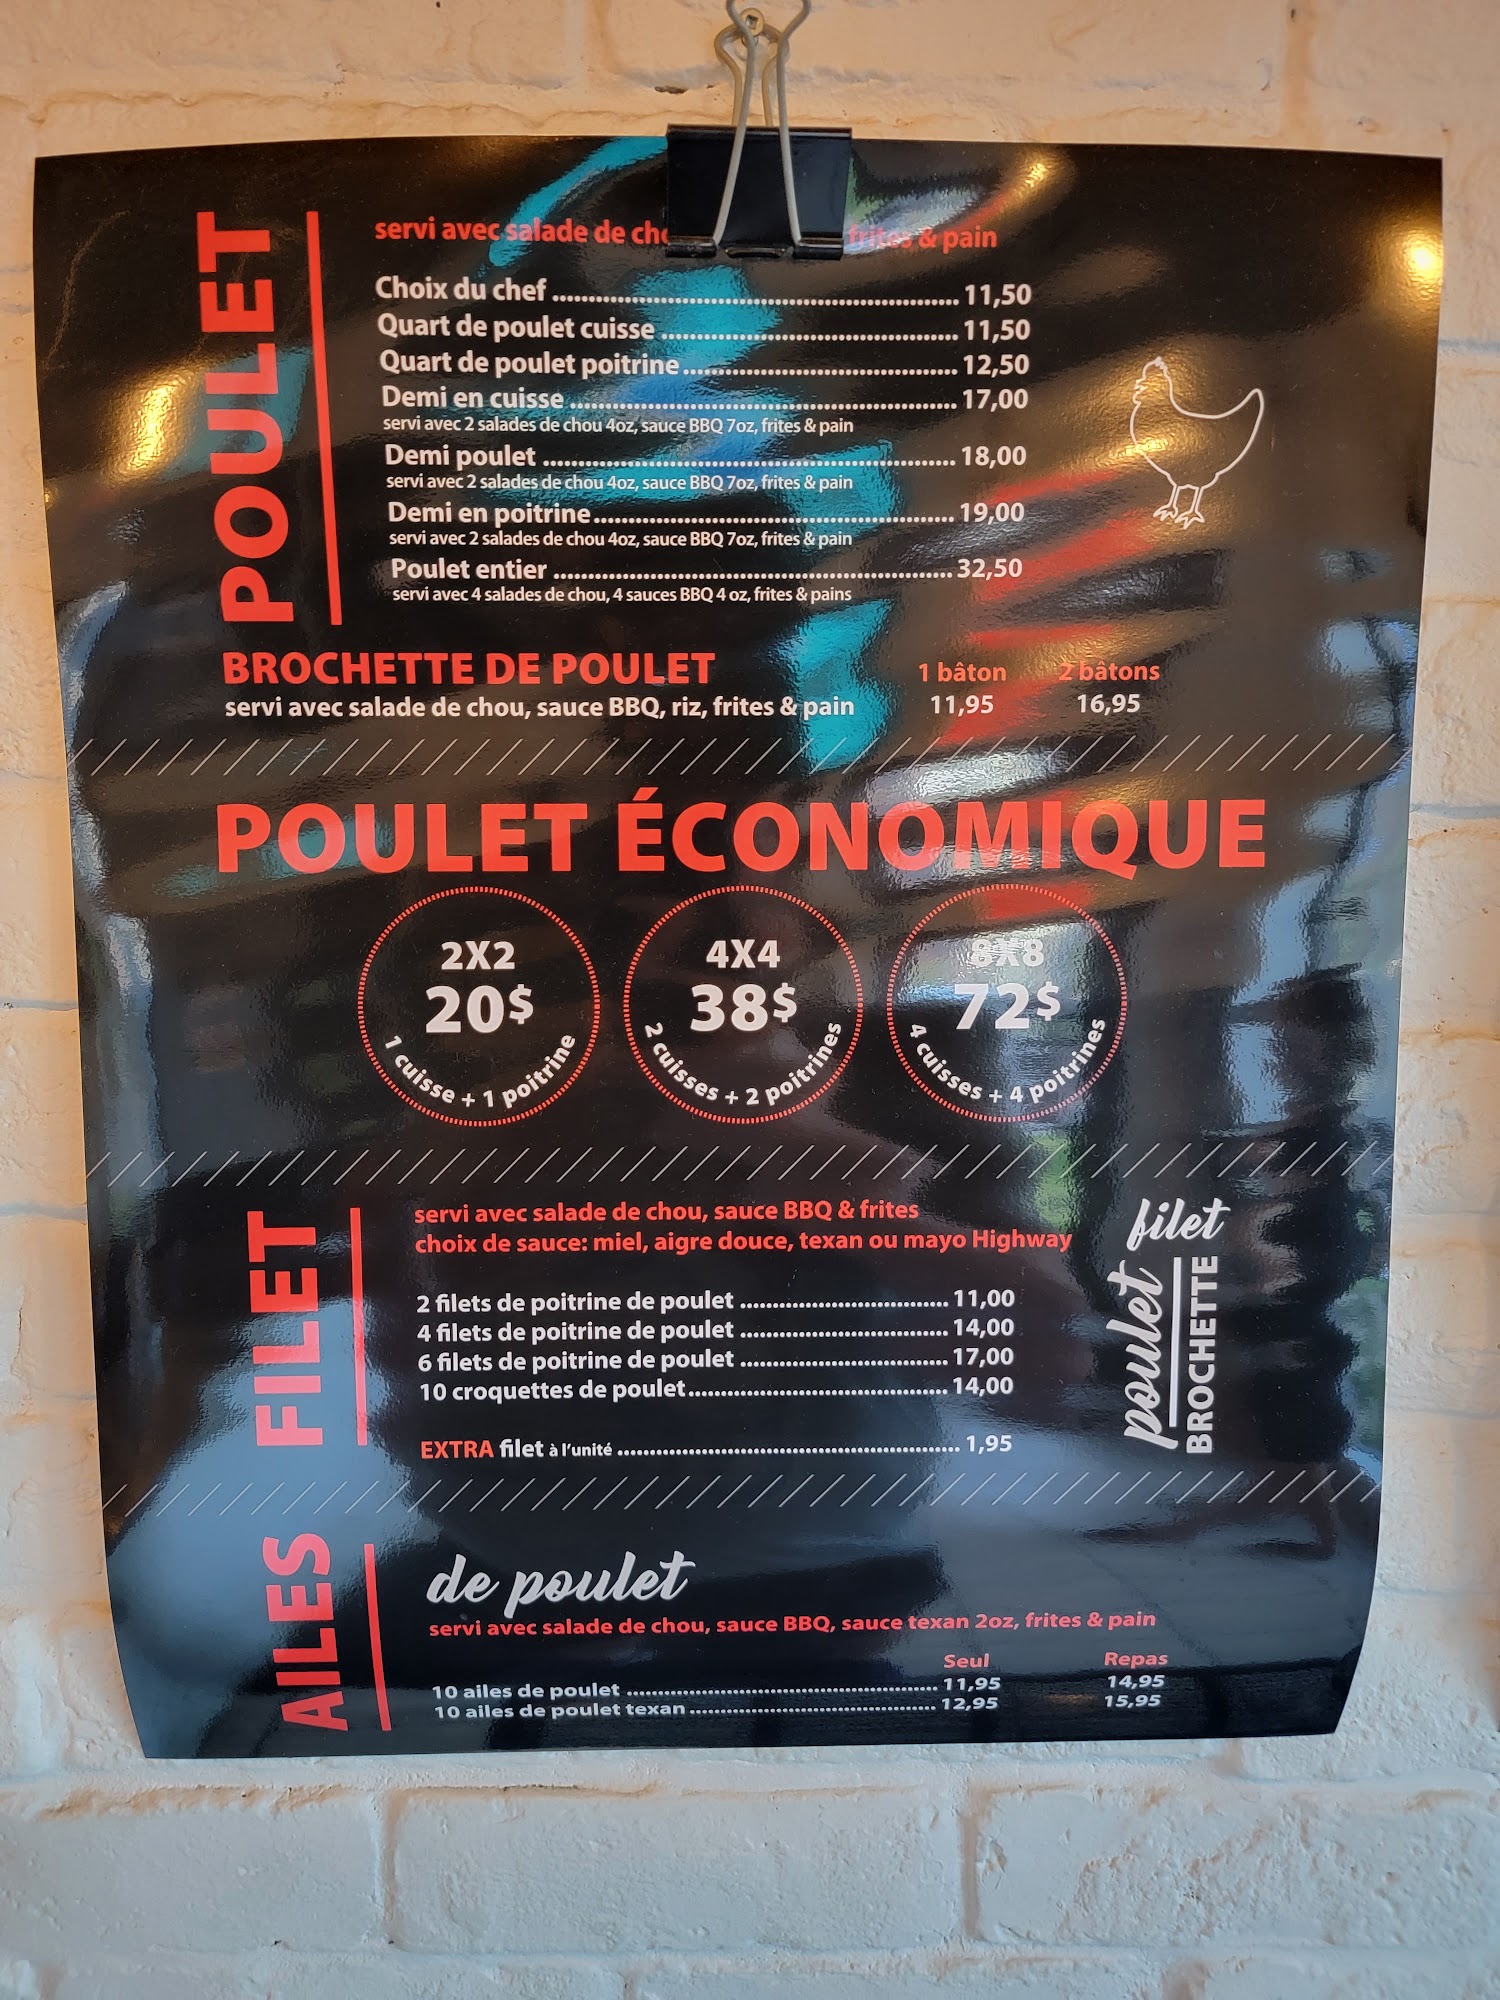 POULET
servi avec salade de
frites & pain
Choix du chef 11,50
Quart de poulet cuisse 11,50
Quart de poulet poitrine 12,50
Demi en cuisse 17,00
servi avec 2 salades de chou 4oz, sauce BBQ 7oz, frites & pain
Demi poulet 18,00
servi avec 2 salades de chou 4oz, sauce BBQ 7oz, frites & pain
Demi en poitrine 19,00
servi avec 2 salades de chou 4oz, sauce BBQ 7oz, frites & pain
Poulet entier 32,50
servi avec 4 salades de chou, 4 sauces BBQ 4 oz, frites & pains
BROCHETTE DE POULET 1 bâton 2 bâtons
servi avec salade de chou, sauce BBQ, riz, frites & pain 11,95 16,95
POULET ÉCONOMIQUE
2X2
20$
1 cuisse + 1 poitrine
4X4
38$
2 cuisses + 2 poitrines
8X8
72$
4 cuisses + 4 poitrines
FILET
servi avec salade de chou, sauce BBQ & frites
choix de sauce: miel, aigre douce, texan ou mayo Highway
2 filets de poitrine de poulet 11,00
4 filets de poitrine de poulet 14,00
6 filets de poitrine de poulet 17,00
10 croquettes de poulet 14,00
EXTRA filet à l'unité 1,95
filet
poulet
BROCHETTE
AILES
de poulet
servi avec salade de chou, sauce BBQ, sauce texan 2oz, frites & pain
Seul Repas
10 ailes de poulet 11,95 14,95
10 ailes de poulet texan 12,95 15,95